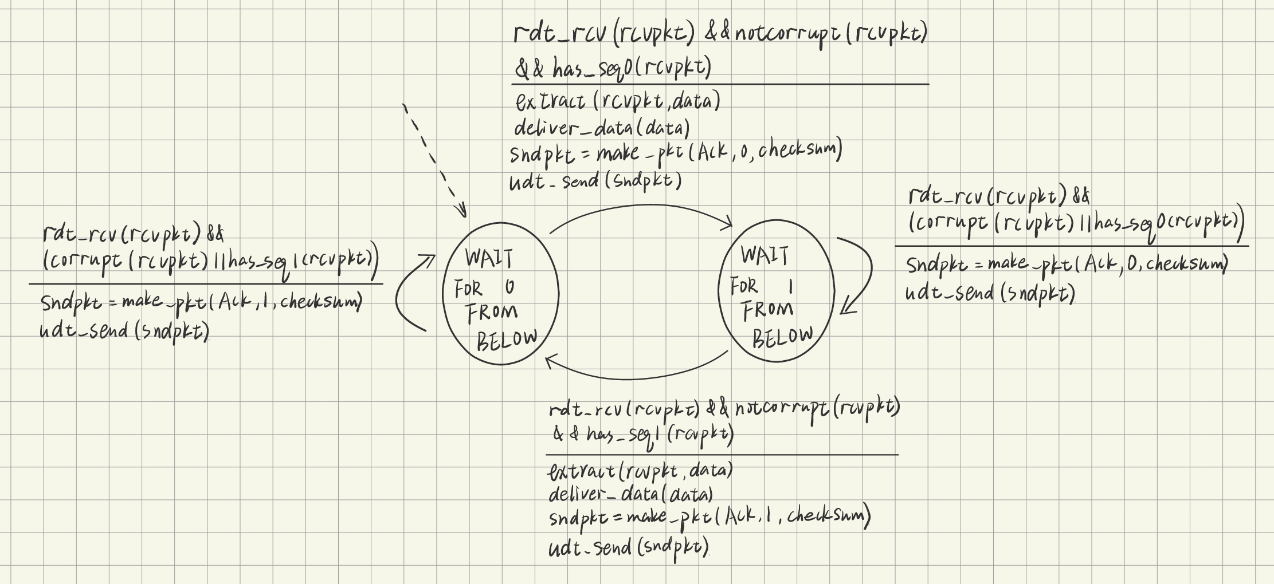 rdt_rcv(rcvpkt) && notcorrupt(rcvpkt)
&& has_seq0(rcvpkt)
extract(rcvpkt,data)
deliver_data(data)
Sndpkt = make_pkt(Ack,0,checksum)
udt_send(sndpkt)
rdt_rcv(rcvpkt) &&
(corrupt(rcvpkt)||has_seq0(rcvpkt))
Sndpkt = make_pkt(Ack,0,checksum)
udt_send(sndpkt)
rdt_rcv(rcvpkt) &&
(corrupt(rcvpkt)||has_seq1(rcvpkt))
Sndpkt = make_pkt(Ack,1,checksum)
udt_send(sndpkt)
WAIT
FOR 0
FROM
BELOW
WAIT
FOR 1
FROM
BELOW
rdt_rcv(rcvpkt) && notcorrupt(rcvpkt)
&& has_seq1(rcvpkt)
extract(rcvpkt,data)
deliver_data(data)
sndpkt = make_pkt(Ack,1,checksum)
udt_send(sndpkt)